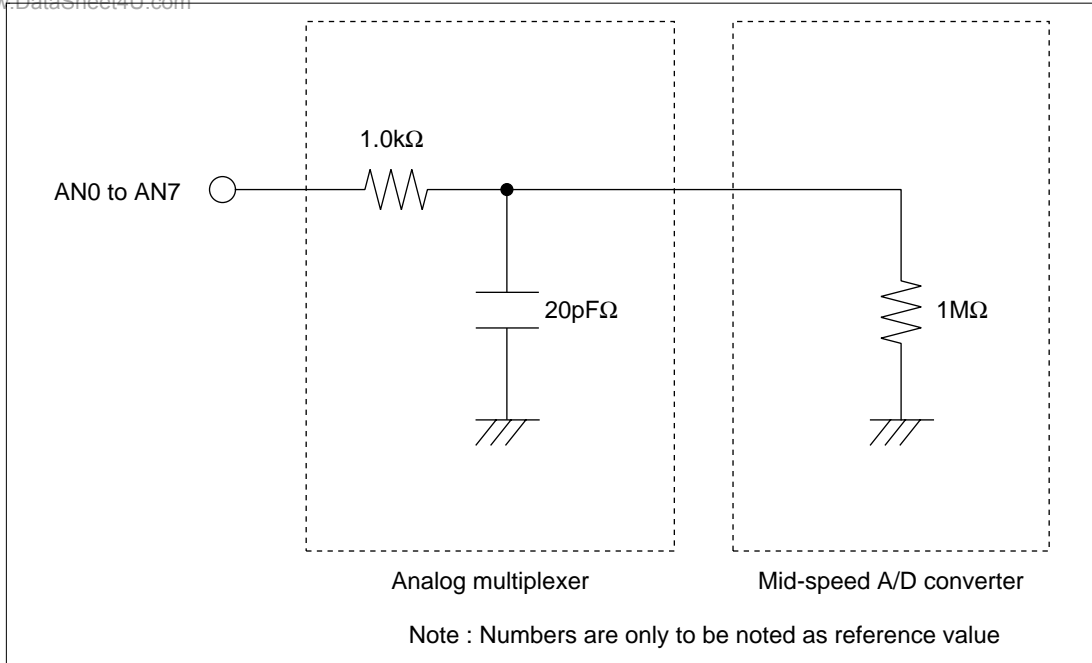 w.DataSheet4U.com
1.0kΩ
AN0 to AN7
20pFΩ
1MΩ
Analog multiplexer
Mid-speed A/D converter
Note : Numbers are only to be noted as reference value